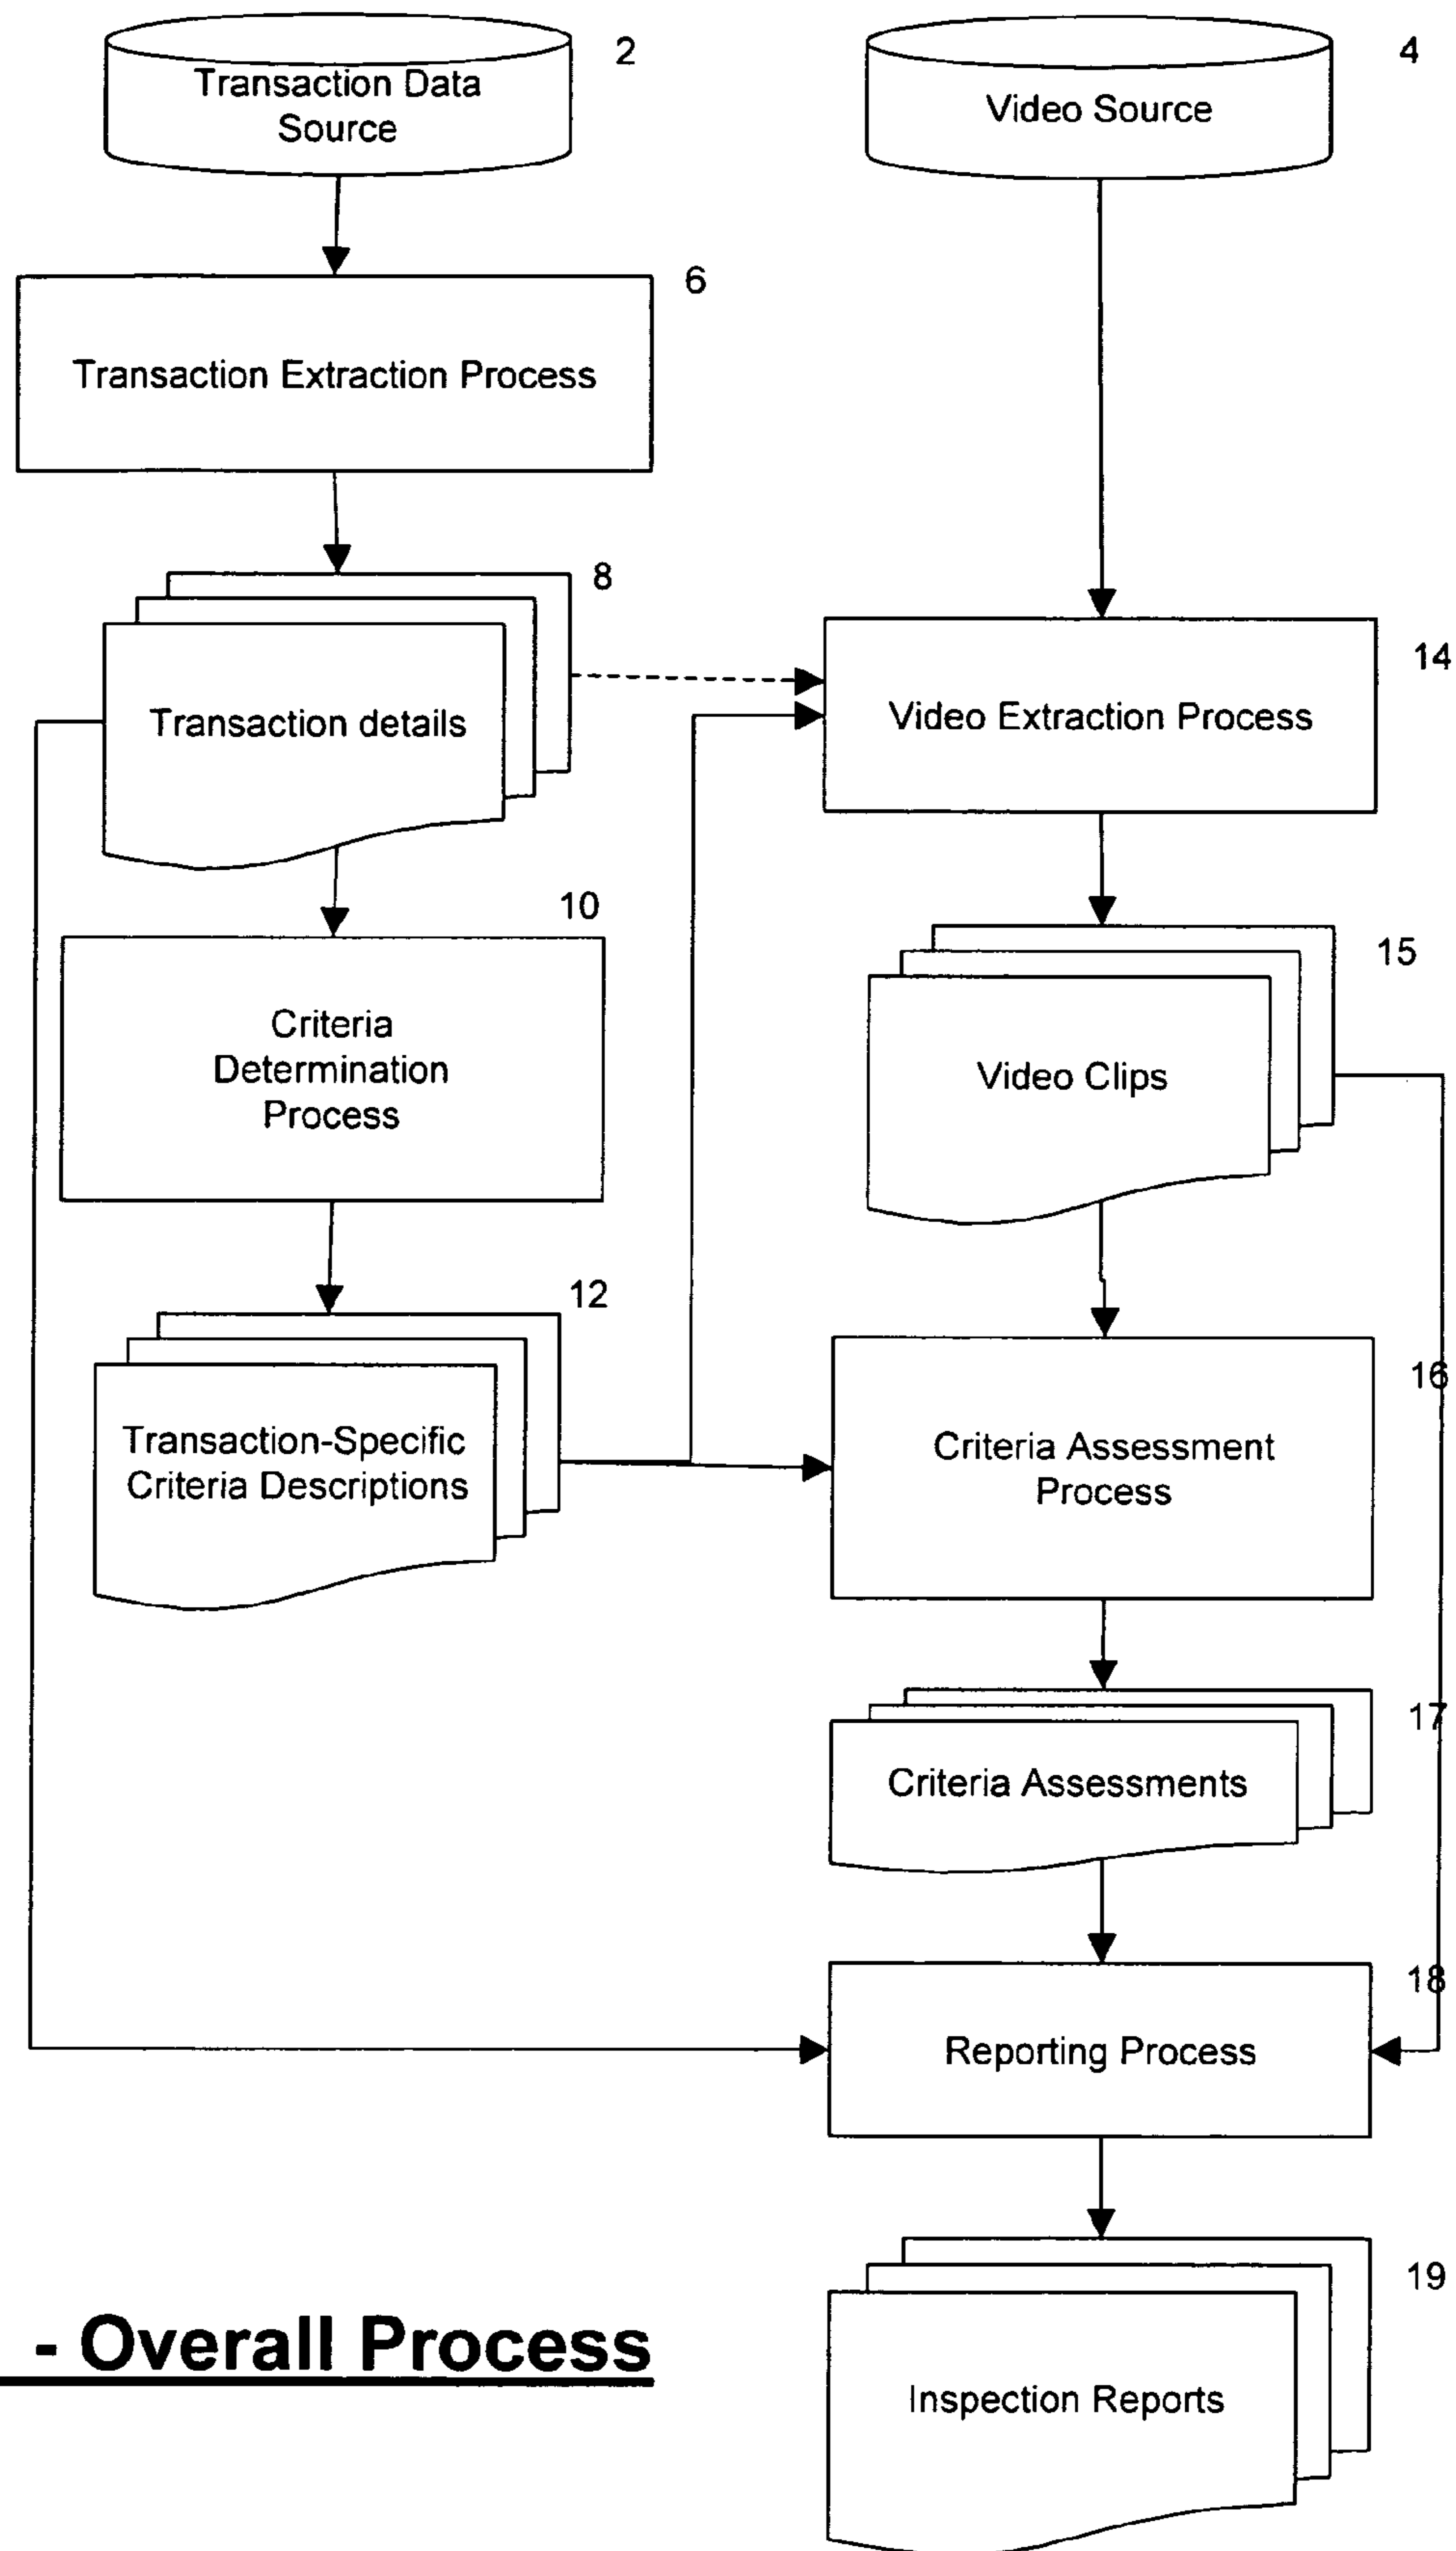 Transaction Data
Source
2
Video Source
4
Transaction Extraction Process
6
Transaction details
8
Video Extraction Process
14
Criteria
Determination
Process
10
Video Clips
15
Transaction-Specific
Criteria Descriptions
12
Criteria Assessment
Process
16
Criteria Assessments
17
Reporting Process
18
Inspection Reports
19
- Overall Process